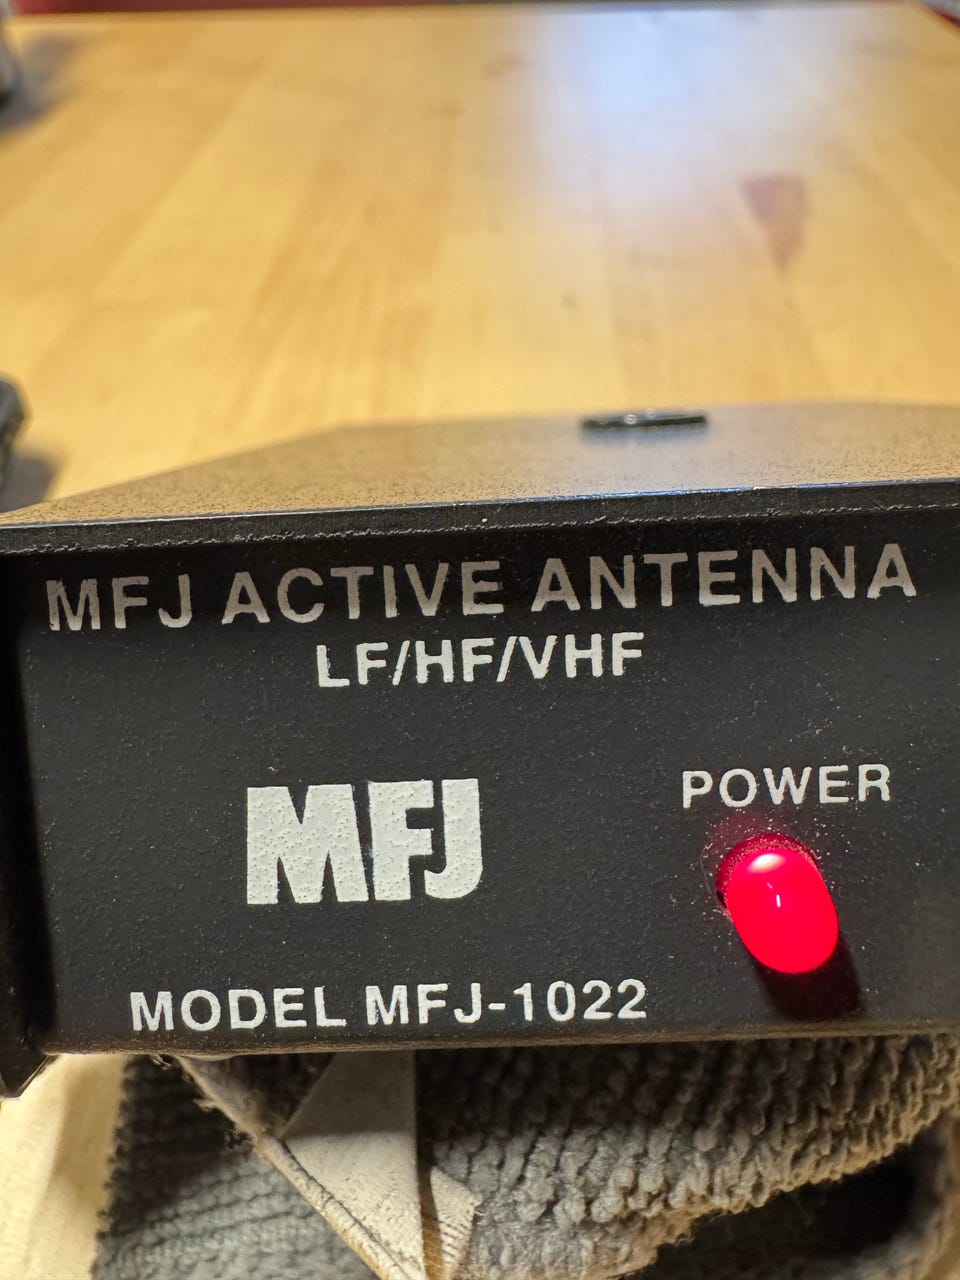 MFJ ACTIVE ANTENNA
LF/HF/VHF
POWER
MFJ
MODEL MFJ-1022